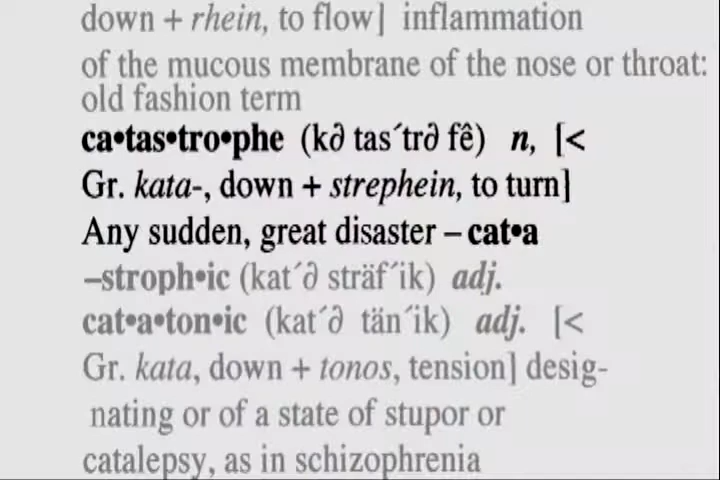 down + rhein, to flow] inflammation
of the mucous membrane of the nose or throat:
old fashion term
ca•tas•tro•phe (k∂ tas´tr∂ fê) n, [<
Gr. kata-, down + strephein, to turn]
Any sudden, great disaster – cat•a
–stroph•ic (kat´∂ sträf´ik) adj.
cat•a•ton•ic (kat´∂ tän´ik) adj. [<
Gr. kata, down + tonos, tension] desig-
nating or of a state of stupor or
catalepsy, as in schizophrenia